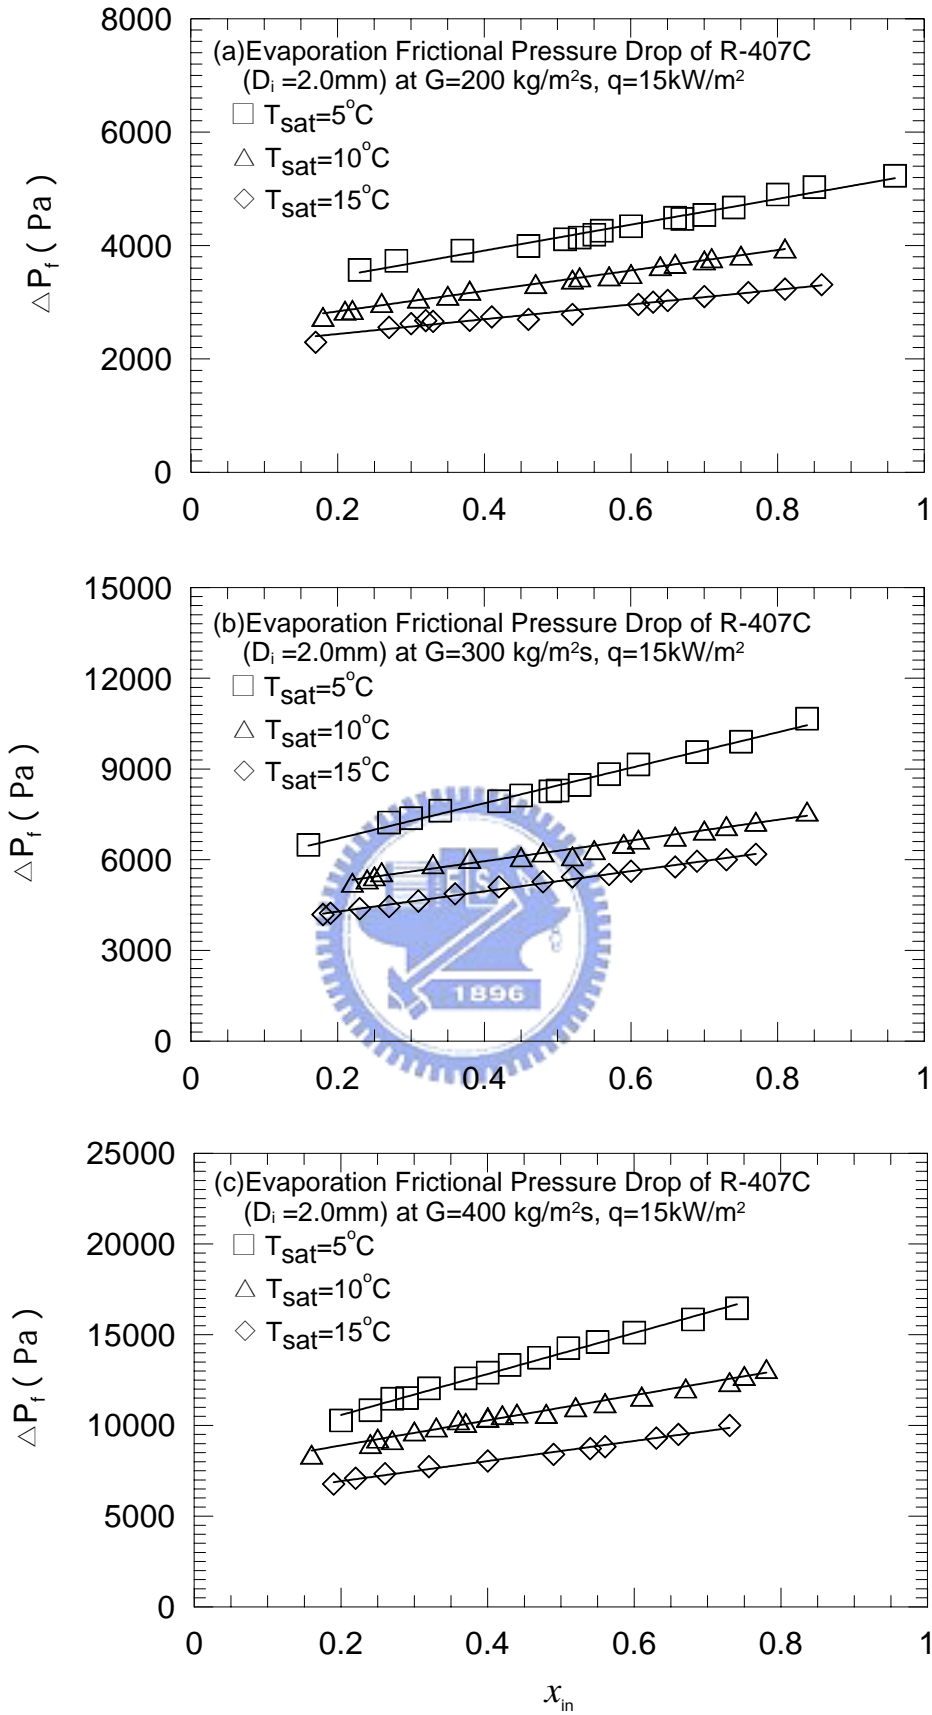 8000
6000
4000
2000
0
△P_f ( Pa )
(a)Evaporation Frictional Pressure Drop of R-407C
(D_i =2.0mm) at G=200 kg/m²s, q=15kW/m²
□ T_sat=5°C
△ T_sat=10°C
◇ T_sat=15°C
0 0.2 0.4 0.6 0.8 1
15000
12000
9000
6000
3000
0
△P_f ( Pa )
(b)Evaporation Frictional Pressure Drop of R-407C
(D_i =2.0mm) at G=300 kg/m²s, q=15kW/m²
□ T_sat=5°C
△ T_sat=10°C
◇ T_sat=15°C
1896
0 0.2 0.4 0.6 0.8 1
25000
20000
15000
10000
5000
0
△P_f ( Pa )
(c)Evaporation Frictional Pressure Drop of R-407C
(D_i =2.0mm) at G=400 kg/m²s, q=15kW/m²
□ T_sat=5°C
△ T_sat=10°C
◇ T_sat=15°C
0 0.2 0.4 0.6 0.8 1
x_in